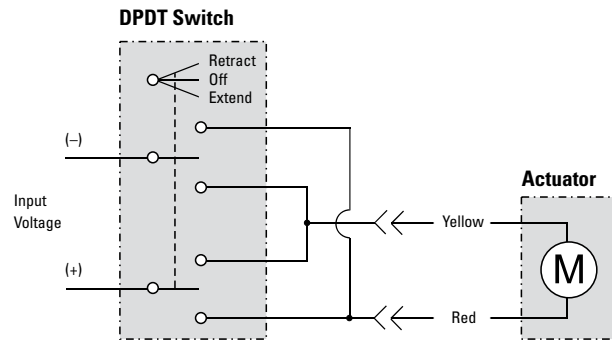 DPDT Switch
Retract
Off
Extend
(–)
Input
Voltage
(+)
Actuator
Yellow
M
Red